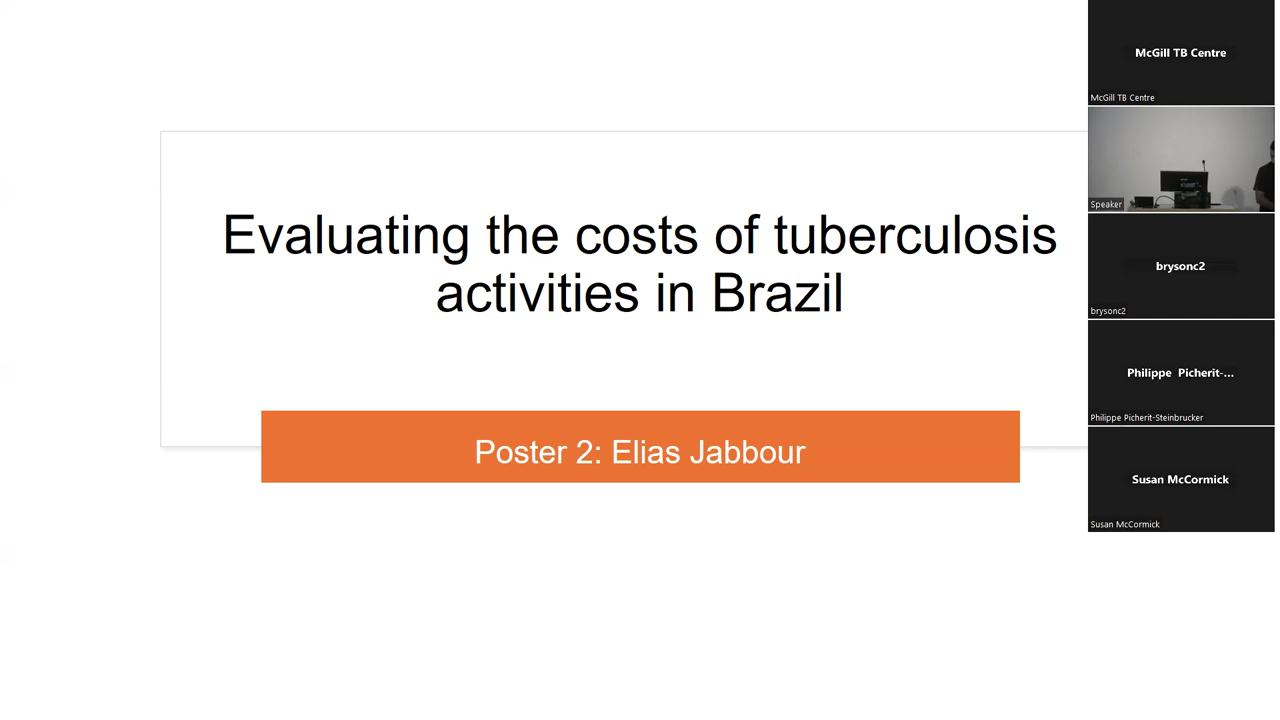 Evaluating the costs of tuberculosis
activities in Brazil
Poster 2: Elias Jabbour
McGill TB Centre
McGill TB Centre
Speaker
brysonc2
brysonc2
Philippe Picherit-...
Philippe Picherit-Steinbrucker
Susan McCormick
Susan McCormick